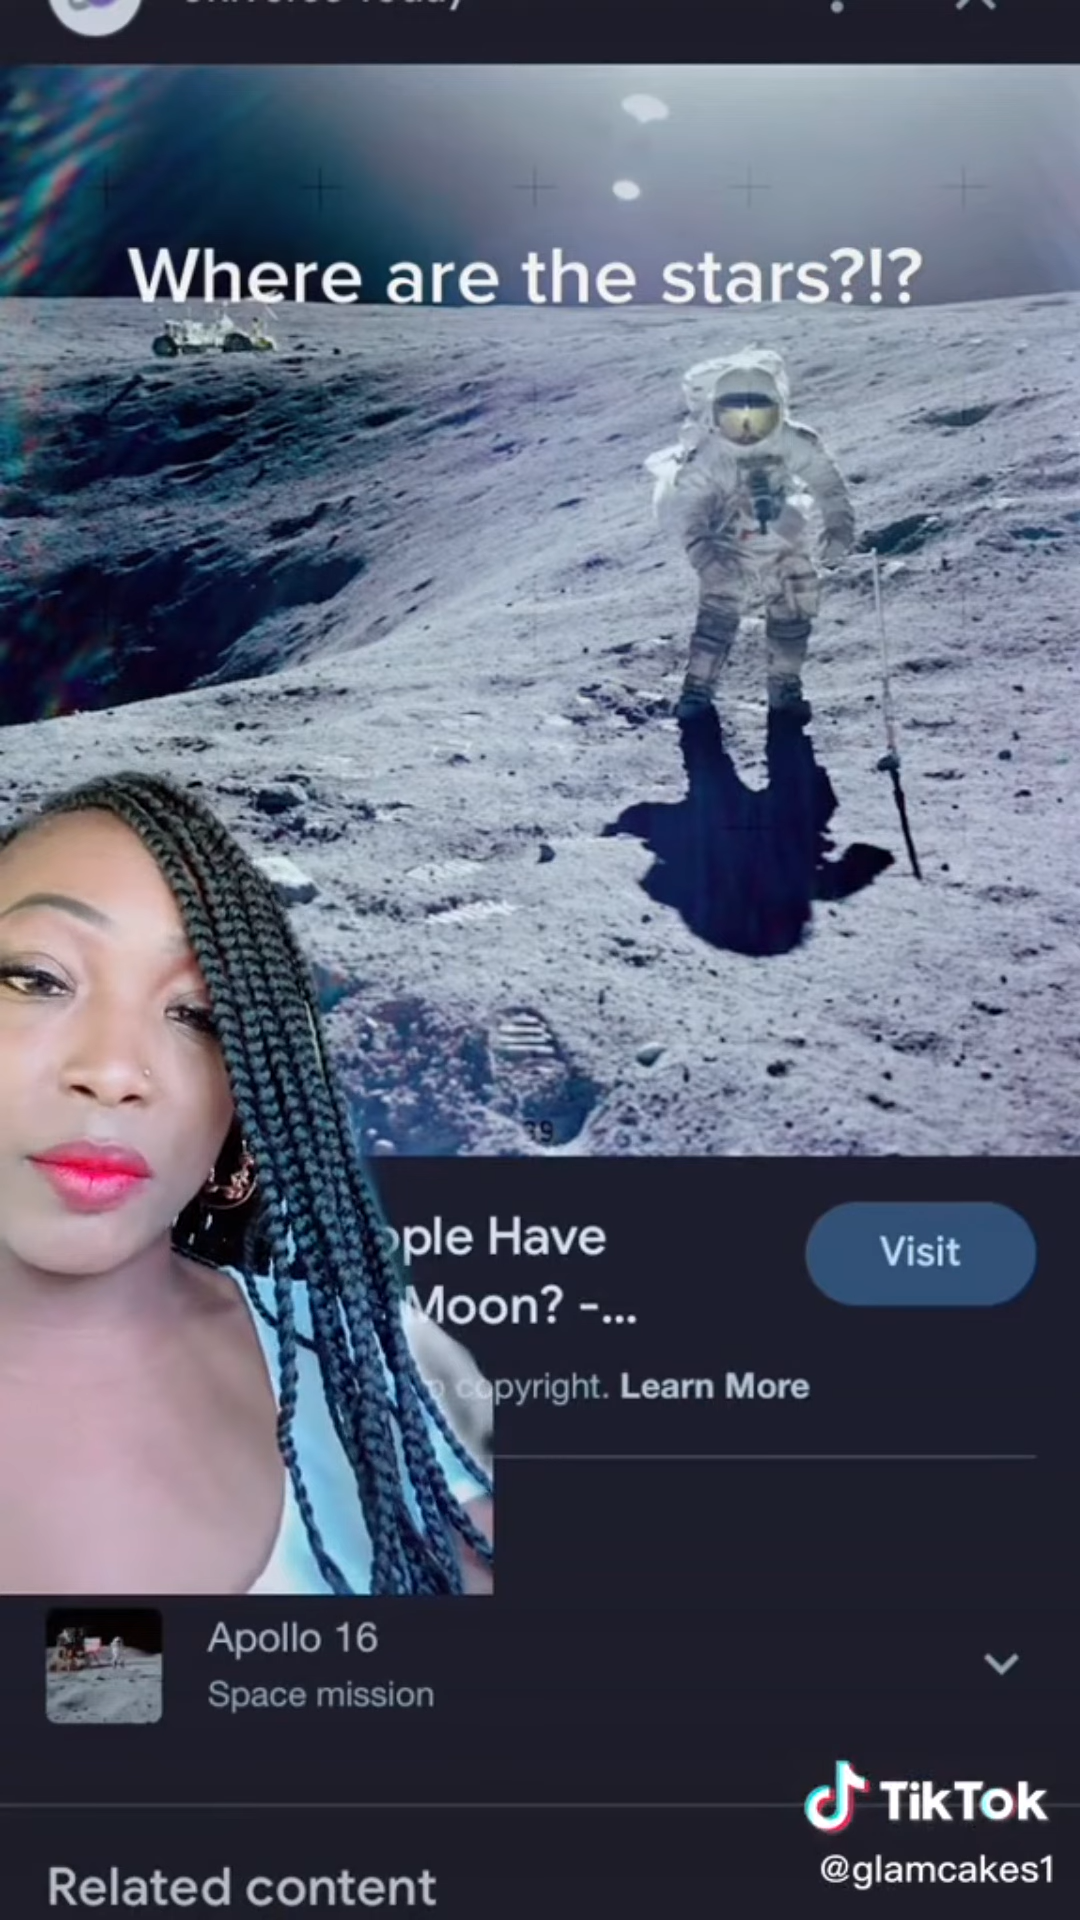 Where are the stars?!?
39
ple Have
Moon? -...
copyright. Learn More
Visit
Apollo 16
Space mission
TikTok
@glamcakes1
Related content